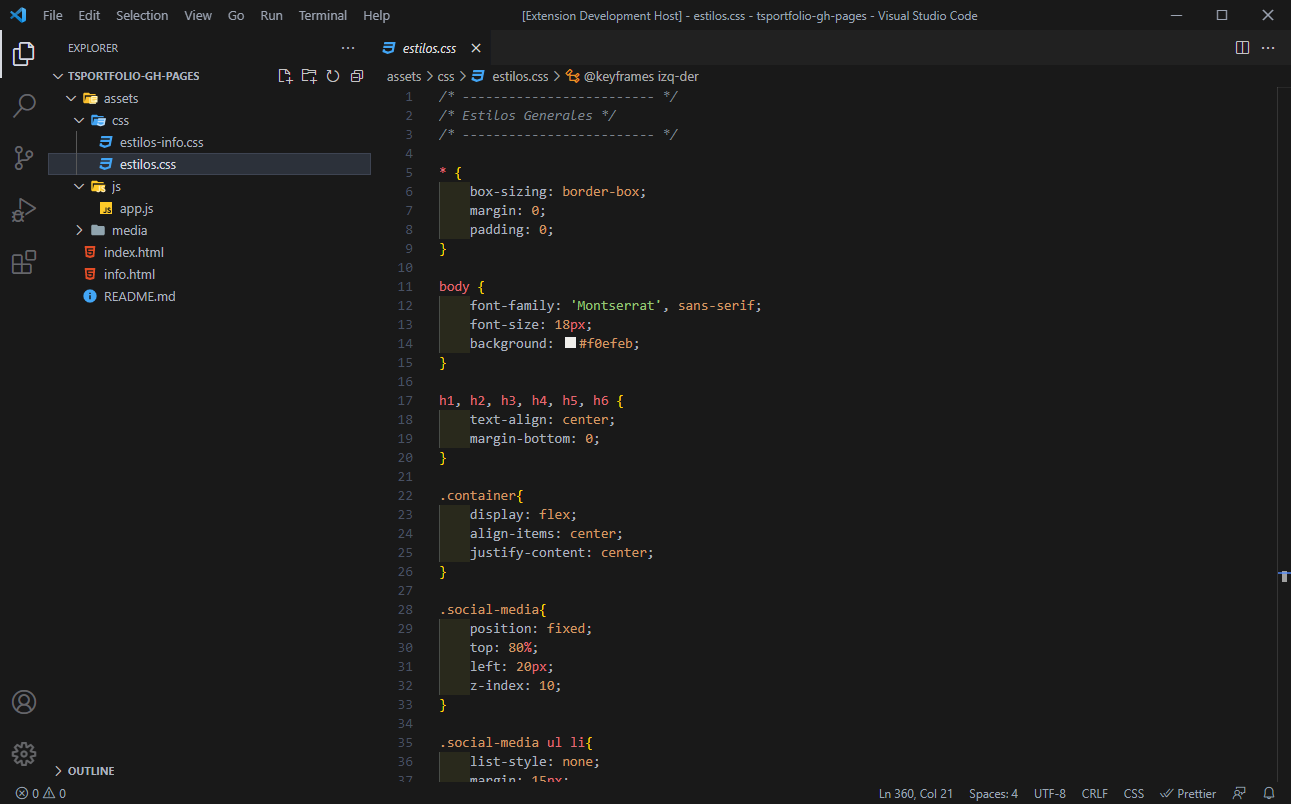 File Edit Selection View Go Run Terminal Help [Extension Development Host] - estilos.css - tsportfolio-gh-pages - Visual Studio Code
EXPLORER
TSPORTFOLIO-GH-PAGES
assets
css
estilos-info.css
estilos.css
js
app.js
media
index.html
info.html
README.md
OUTLINE
estilos.css
assets > css > estilos.css > @keyframes izq-der
1 /* ------------------------- */
2 /* Estilos Generales */
3 /* ------------------------- */
4
5 * {
6 box-sizing: border-box;
7 margin: 0;
8 padding: 0;
9 }
10
11 body {
12 font-family: 'Montserrat', sans-serif;
13 font-size: 18px;
14 background: #f0efeb;
15 }
16
17 h1, h2, h3, h4, h5, h6 {
18 text-align: center;
19 margin-bottom: 0;
20 }
21
22 .container{
23 display: flex;
24 align-items: center;
25 justify-content: center;
26 }
27
28 .social-media{
29 position: fixed;
30 top: 80%;
31 left: 20px;
32 z-index: 10;
33 }
34
35 .social-media ul li{
36 list-style: none;
37 margin: 15px;
0 0 Ln 360, Col 21 Spaces: 4 UTF-8 CRLF CSS Prettier